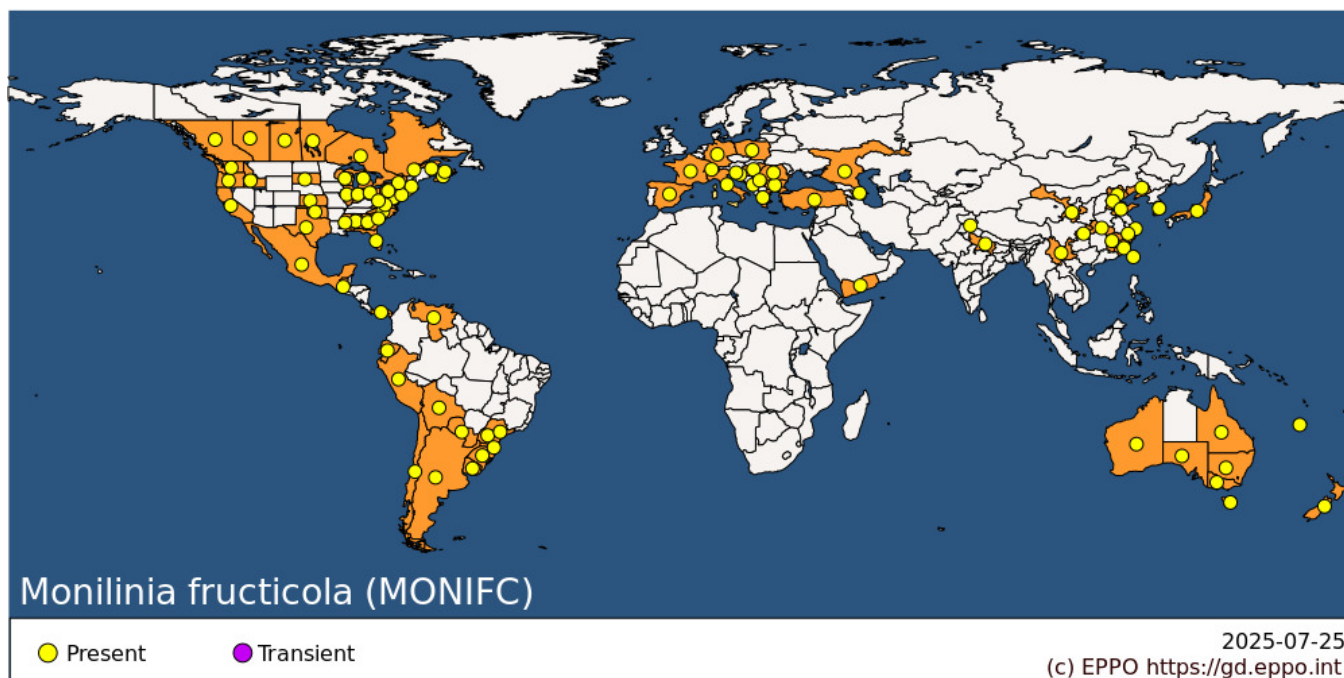 Monilinia fructicola (MONIFC)
Present
Transient
2025-07-25
(c) EPPO https://gd.eppo.int